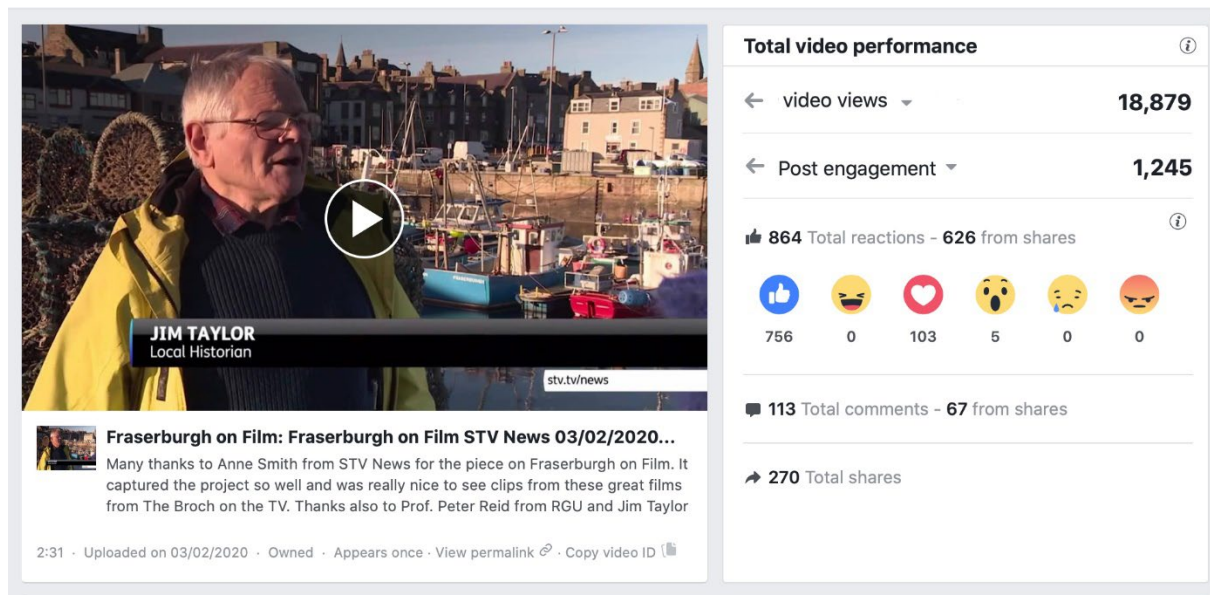 JIM TAYLOR
Local Historian
stv.tv/news
Fraserburgh on Film: Fraserburgh on Film STV News 03/02/2020...
Many thanks to Anne Smith from STV News for the piece on Fraserburgh on Film. It
captured the project so well and was really nice to see clips from these great films
from The Broch on the TV. Thanks also to Prof. Peter Reid from RGU and Jim Taylor
2:31 · Uploaded on 03/02/2020 · Owned · Appears once · View permalink · Copy video ID
Total video performance
video views 18,879
Post engagement 1,245
864 Total reactions - 626 from shares
756 0 103 5 0 0
113 Total comments - 67 from shares
270 Total shares